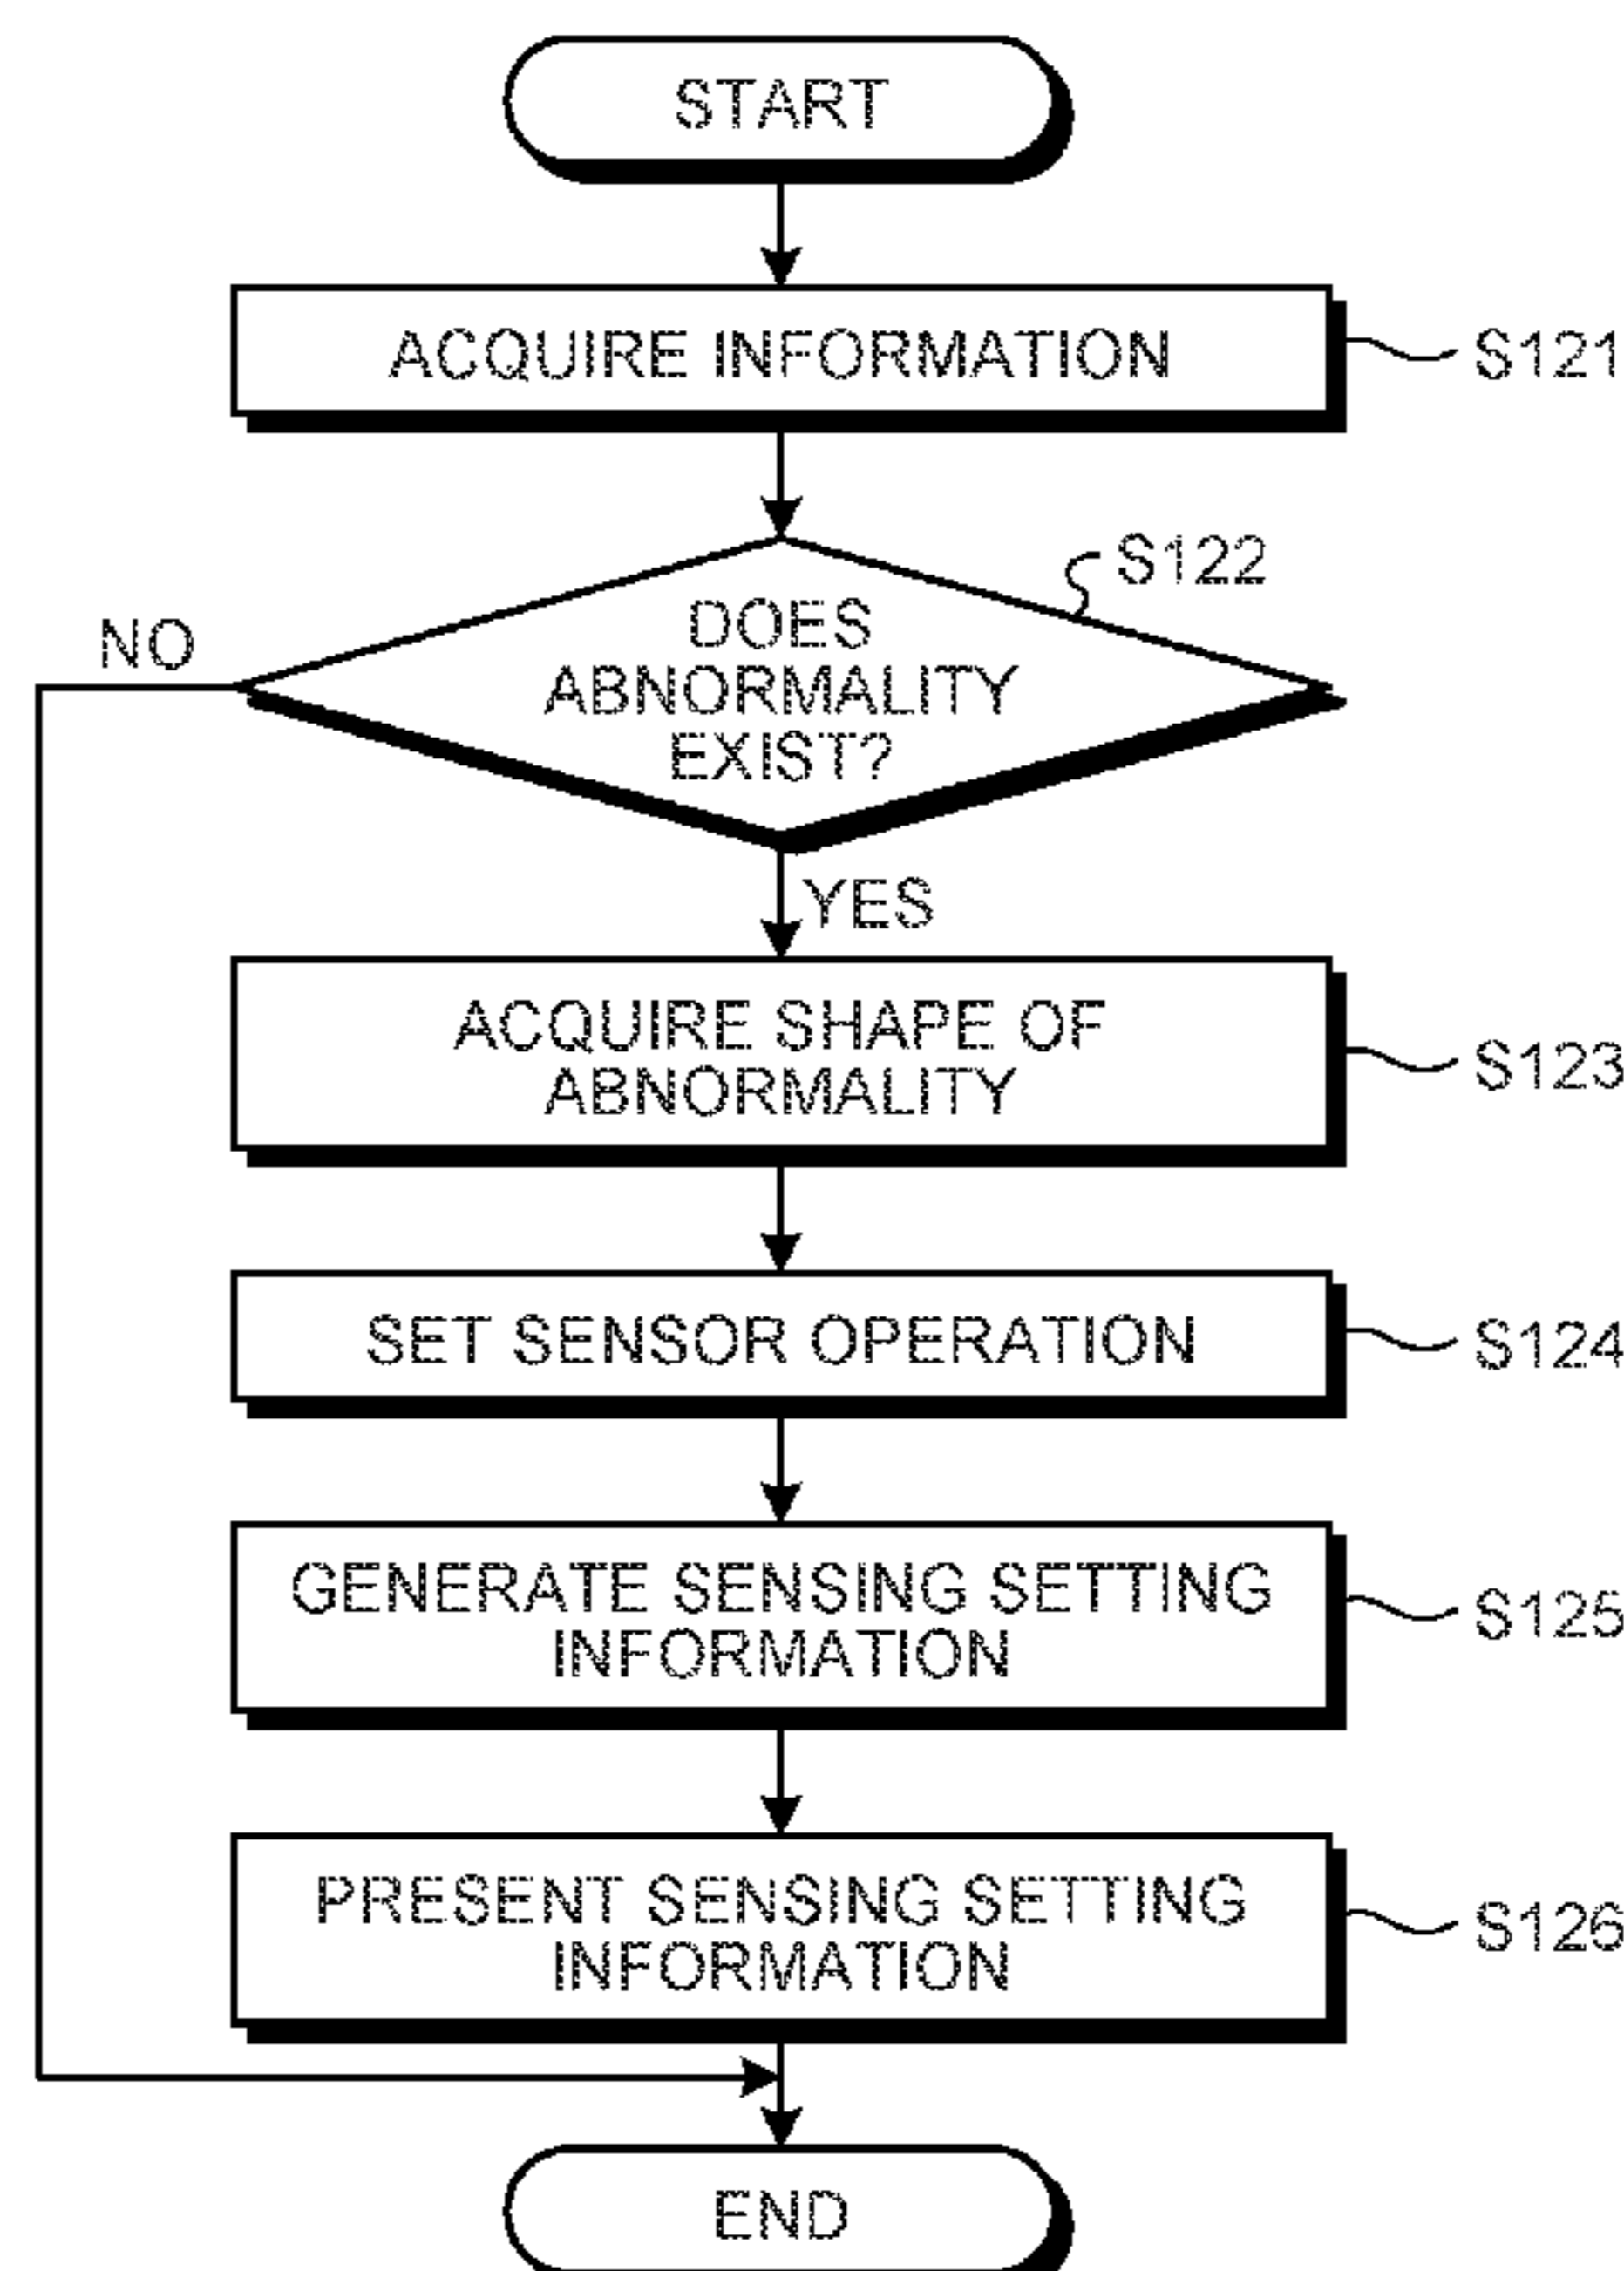 START
ACQUIRE INFORMATION
S121
S122
DOES
ABNORMALITY
EXIST?
NO
YES
ACQUIRE SHAPE OF
ABNORMALITY
S123
SET SENSOR OPERATION
S124
GENERATE SENSING SETTING
INFORMATION
S125
PRESENT SENSING SETTING
INFORMATION
S126
END